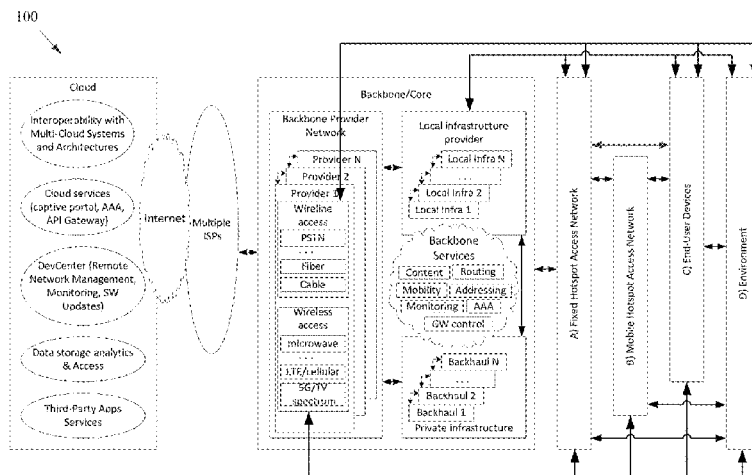 100
Cloud
Interoperability with
Multi-Cloud Systems
and Architectures
Cloud services
(captive portal, AAA,
API Gateway)
DevCenter (Remote
Network Management,
Monitoring, SW
Updates)
Data storage analytics
& Access
Third-Party Apps
Services
Internet
Multiple
ISPs
Backbone/Core
Backbone Provider
Network
Provider N
Provider 2
Provider 1
Wireline
access
PSTN
...
Fiber
Cable
Wireless
access
microwave
...
LTE/cellular
5G/TV
spectrum
Local infrastructure
provider
Local Infra N
...
Local Infra 2
Local Infra 1
Backbone
Services
Content
Routing
Mobility
Addressing
Monitoring
AAA
GW control
Backhaul N
...
Backhaul 2
Backhaul 1
Private infrastructure
A) Fixed Hotspot Access Network
B) Mobile Hotspot Access Network
C) End-User Devices
D) Environment